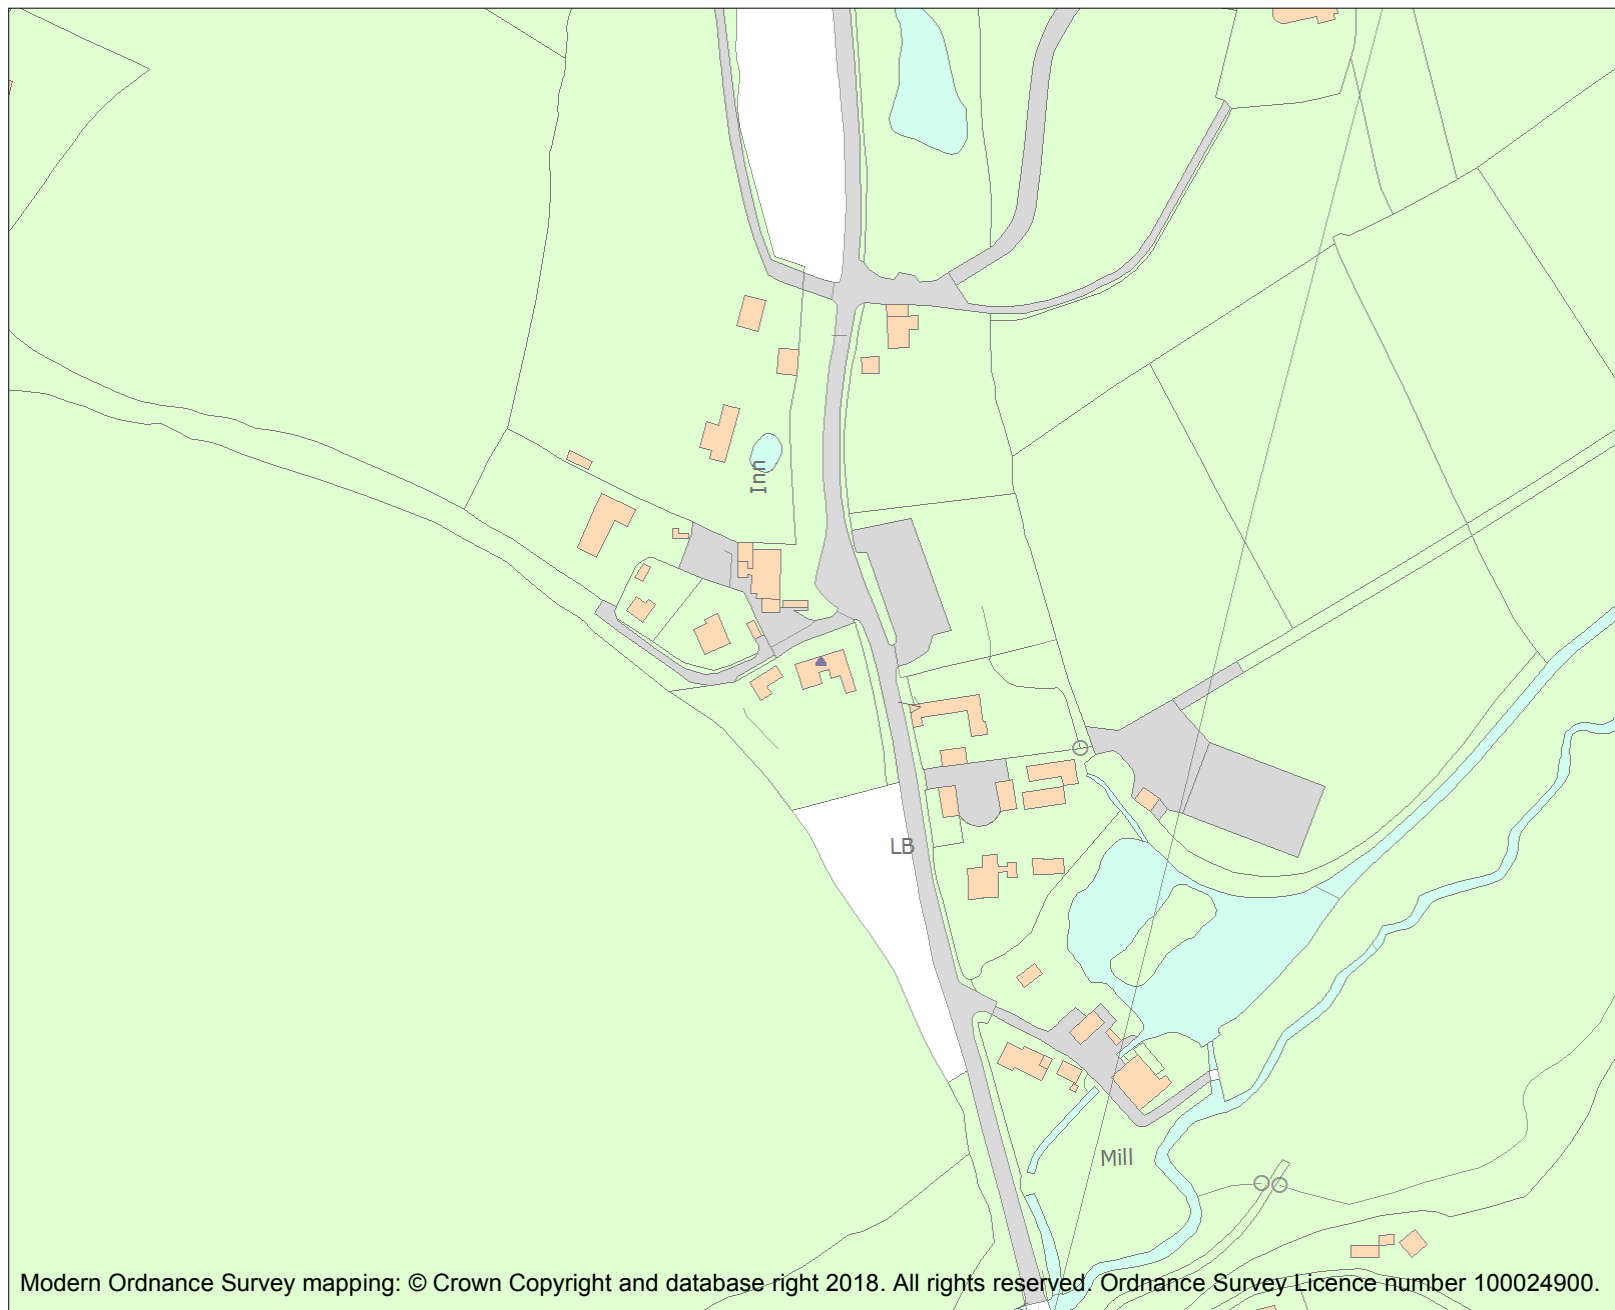 Inn
LB
Mill
Modern Ordnance Survey mapping: © Crown Copyright and database right 2018. All rights reserved. Ordnance Survey Licence number 100024900.